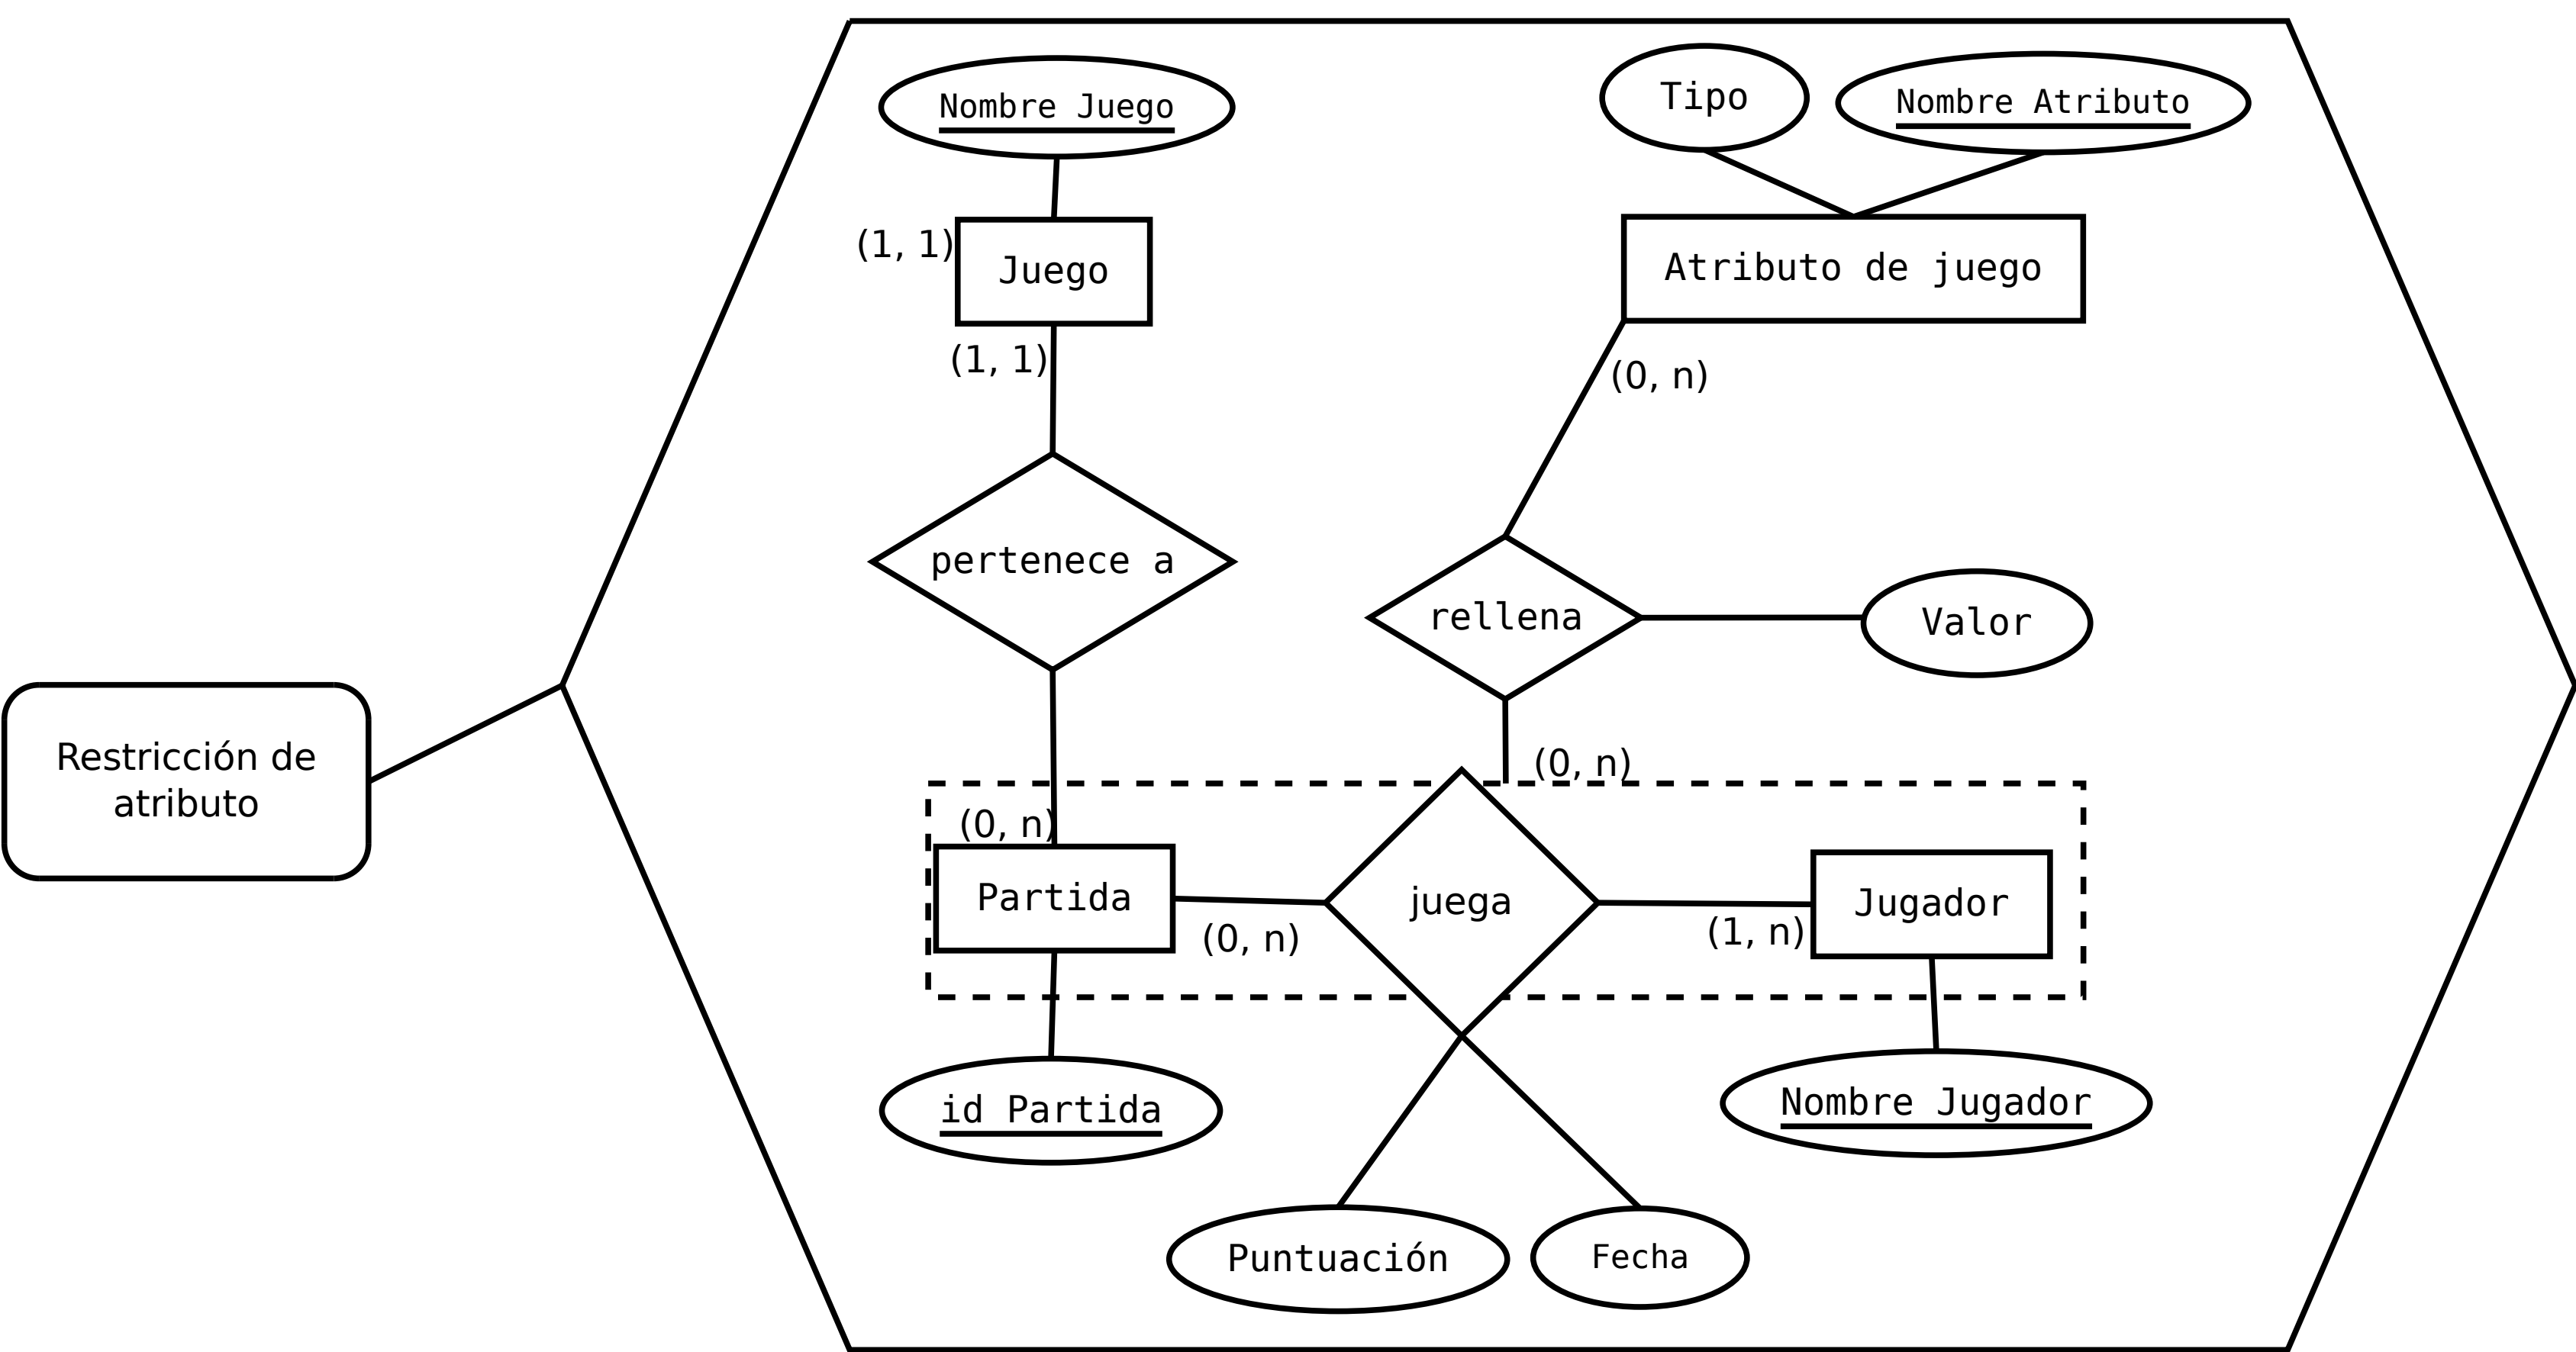 Nombre Juego
Tipo
Nombre Atributo
(1, 1)
Juego
Atributo de juego
(1, 1)
(0, n)
pertenece a
rellena
Valor
Restricción de
atributo
(0, n)
(0, n)
Partida
juega
Jugador
(0, n)
(1, n)
id Partida
Nombre Jugador
Puntuación
Fecha